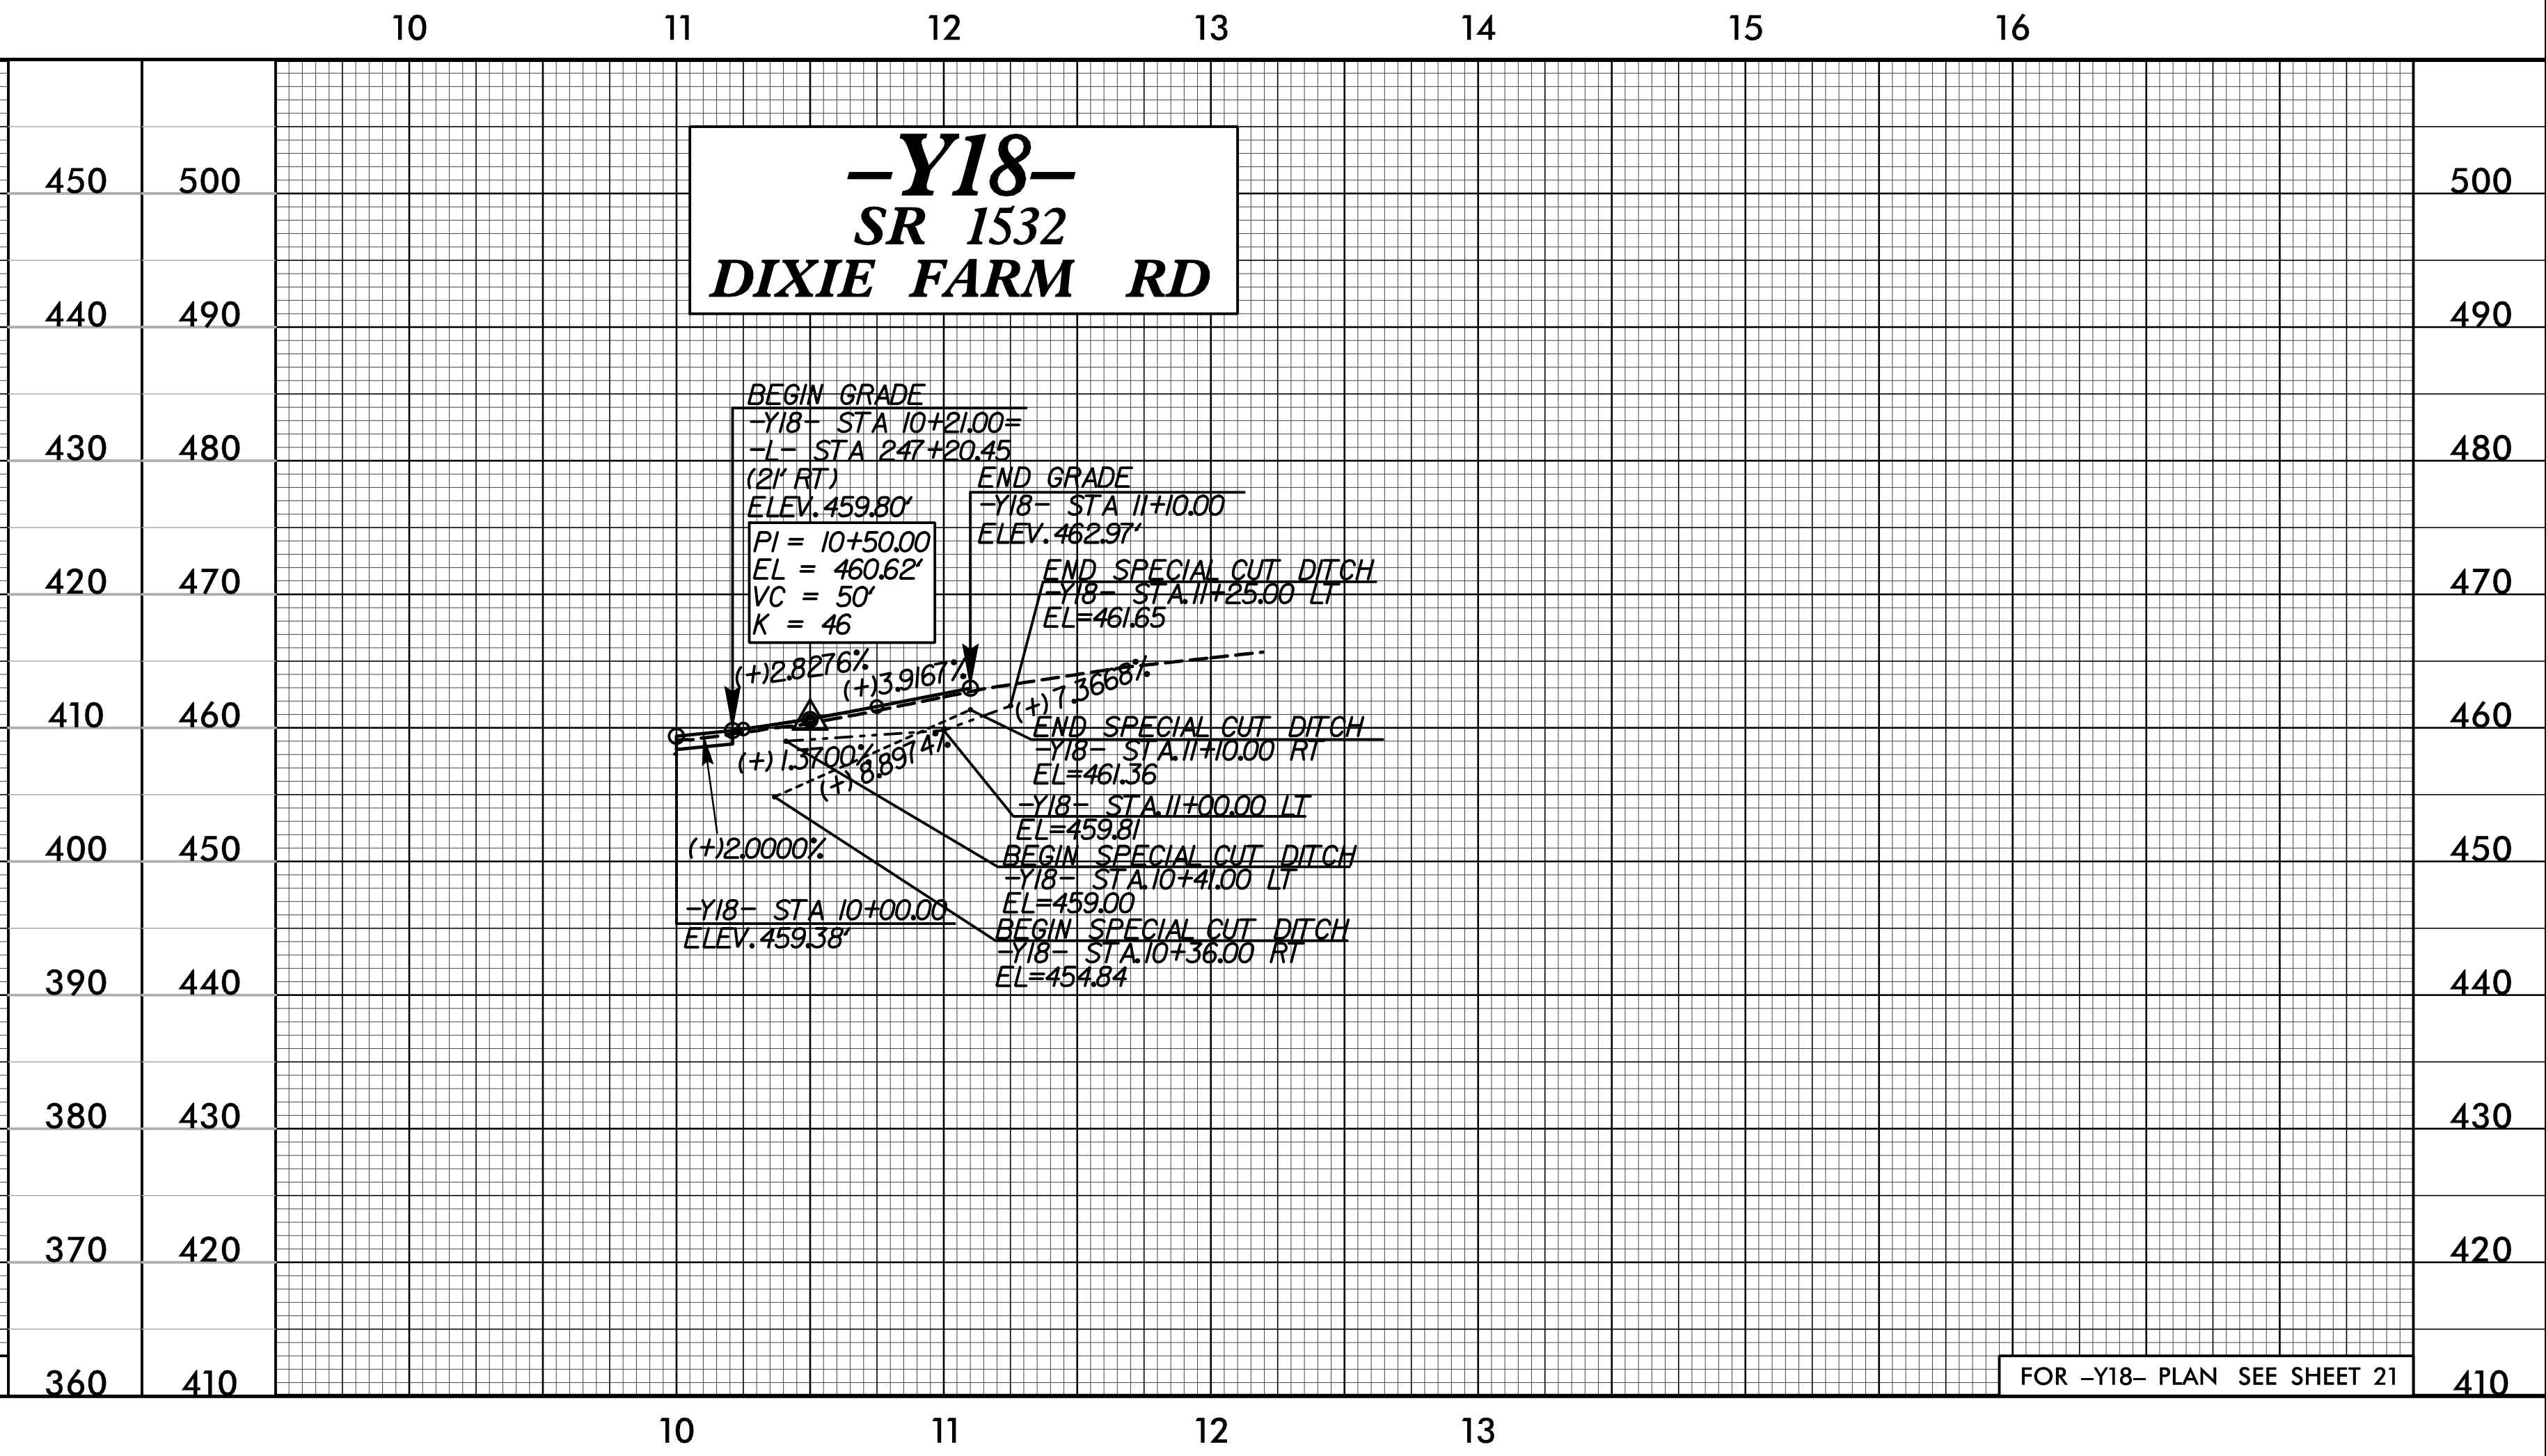 10 11 12 13 14 15 16
–Y18–
SR 1532
DIXIE FARM RD
450 500 500
440 490 490
BEGIN GRADE
-Y18- STA 10+21.00=
-L- STA 247+20.45
(21' RT)
ELEV. 459.80'
430 480 480
END GRADE
-Y18- STA 11+10.00
ELEV. 462.97'
PI = 10+50.00
EL = 460.62'
VC = 50'
K = 46
END SPECIAL CUT DITCH
-Y18- STA. 11+25.00 LT
EL=461.65
420 470 470
(+)2.8276%
(+)3.9167%
(+)7.3668%
410 460 460
END SPECIAL CUT DITCH
-Y18- STA. 11+10.00 RT
EL=461.36
(+)1.3700%
(+)8.8974%
-Y18- STA. 11+00.00 LT
EL=459.81
(+)2.0000%
400 450 450
BEGIN SPECIAL CUT DITCH
-Y18- STA. 10+41.00 LT
EL=459.00
-Y18- STA 10+00.00
ELEV. 459.38'
BEGIN SPECIAL CUT DITCH
-Y18- STA. 10+36.00 RT
EL=454.84
390 440 440
380 430 430
370 420 420
360 410 410
FOR –Y18– PLAN SEE SHEET 21
10 11 12 13